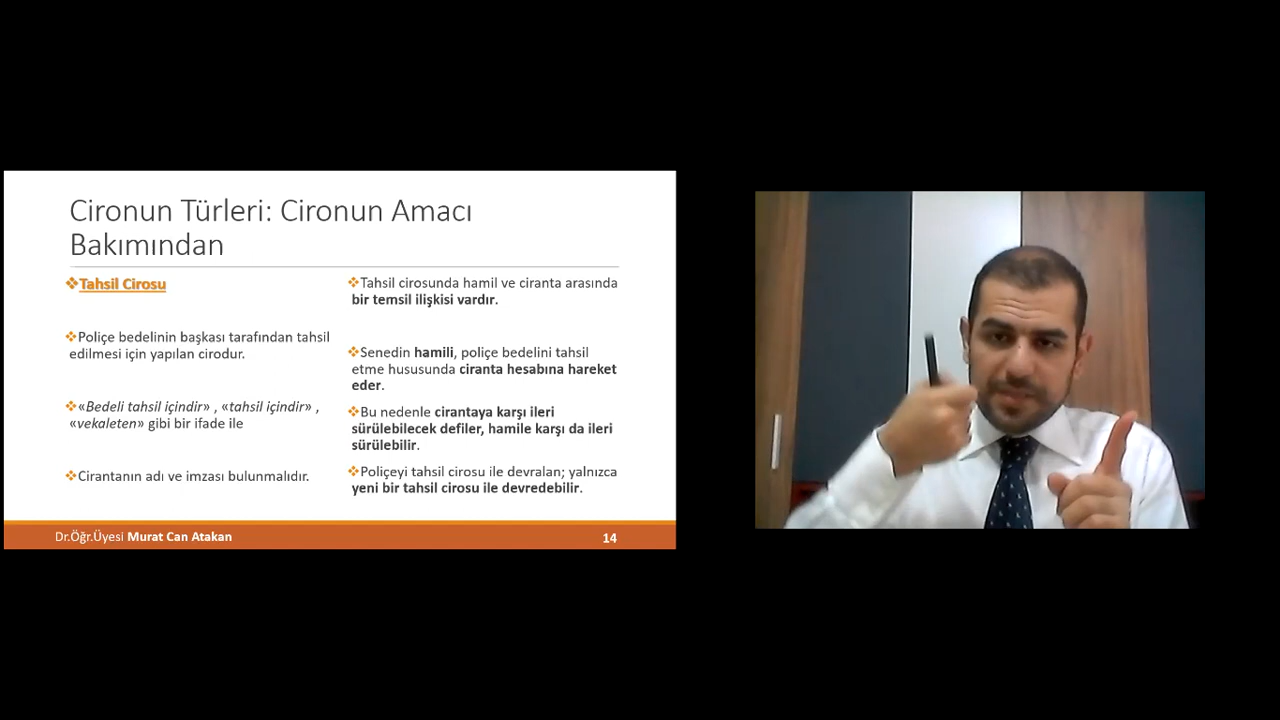 Cironun Türleri: Cironun Amacı
Bakımından
❖Tahsil Cirosu
❖Poliçe bedelinin başkası tarafından tahsil
edilmesi için yapılan cirodur.
❖«Bedeli tahsil içindir» , «tahsil içindir» ,
«vekaleten» gibi bir ifade ile
❖Cirantanın adı ve imzası bulunmalıdır.
❖Tahsil cirosunda hamil ve ciranta arasında
bir temsil ilişkisi vardır.
❖Senedin hamili, poliçe bedelini tahsil
etme hususunda ciranta hesabına hareket
eder.
❖Bu nedenle cirantaya karşı ileri
sürülebilecek defiler, hamile karşı da ileri
sürülebilir.
❖Poliçeyi tahsil cirosu ile devralan; yalnızca
yeni bir tahsil cirosu ile devredebilir.
Dr.Öğr.Üyesi Murat Can Atakan
14